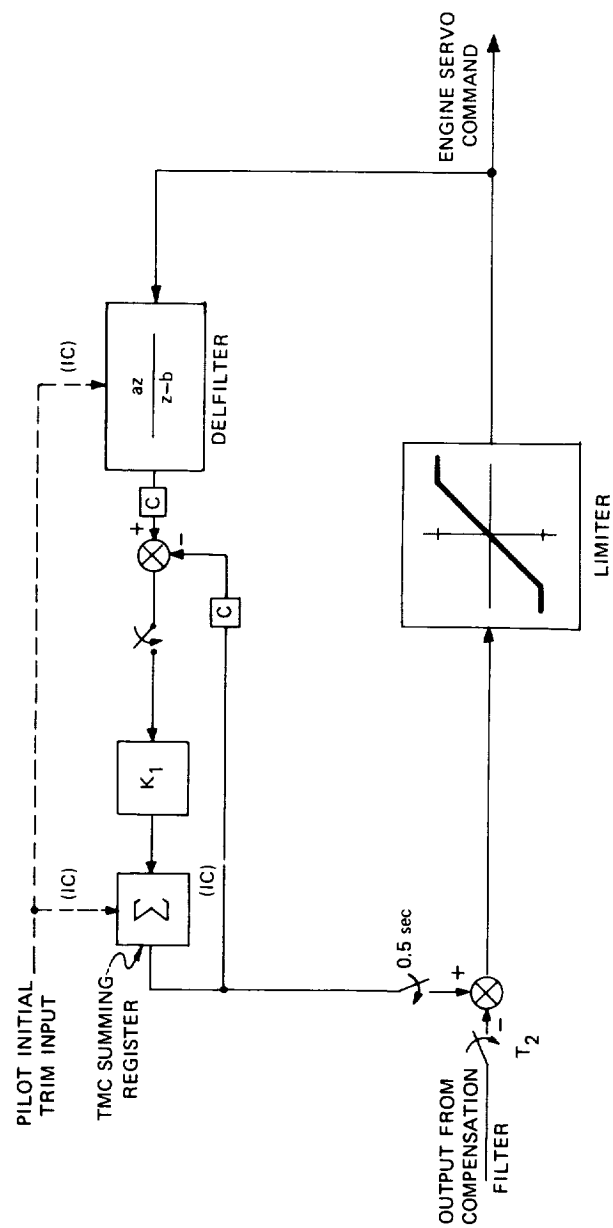 PILOT INITIAL
TRIM INPUT
(IC)
(IC)
TMC SUMMING
REGISTER
Σ
(IC)
K1
+
−
C
C
az
z−b
DELFILTER
0.5 sec
+
−
T2
OUTPUT FROM
COMPENSATION
FILTER
LIMITER
ENGINE SERVO
COMMAND